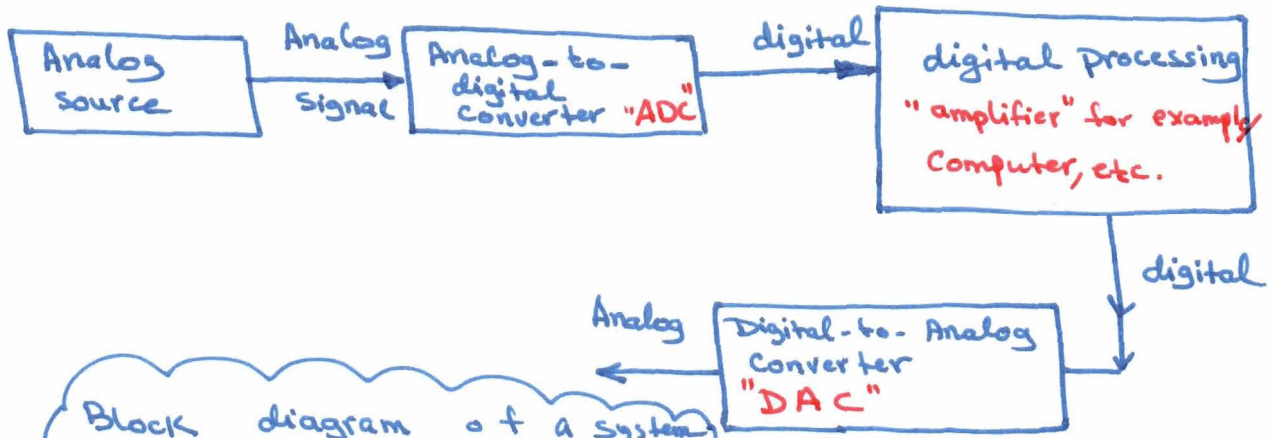 Analog
source
Analog
Signal
Analog-to-
digital
Converter "ADC"
digital
digital processing
"amplifier" for example
Computer, etc.
digital
Digital-to-Analog
Converter
"DAC"
Analog
Block diagram of a system